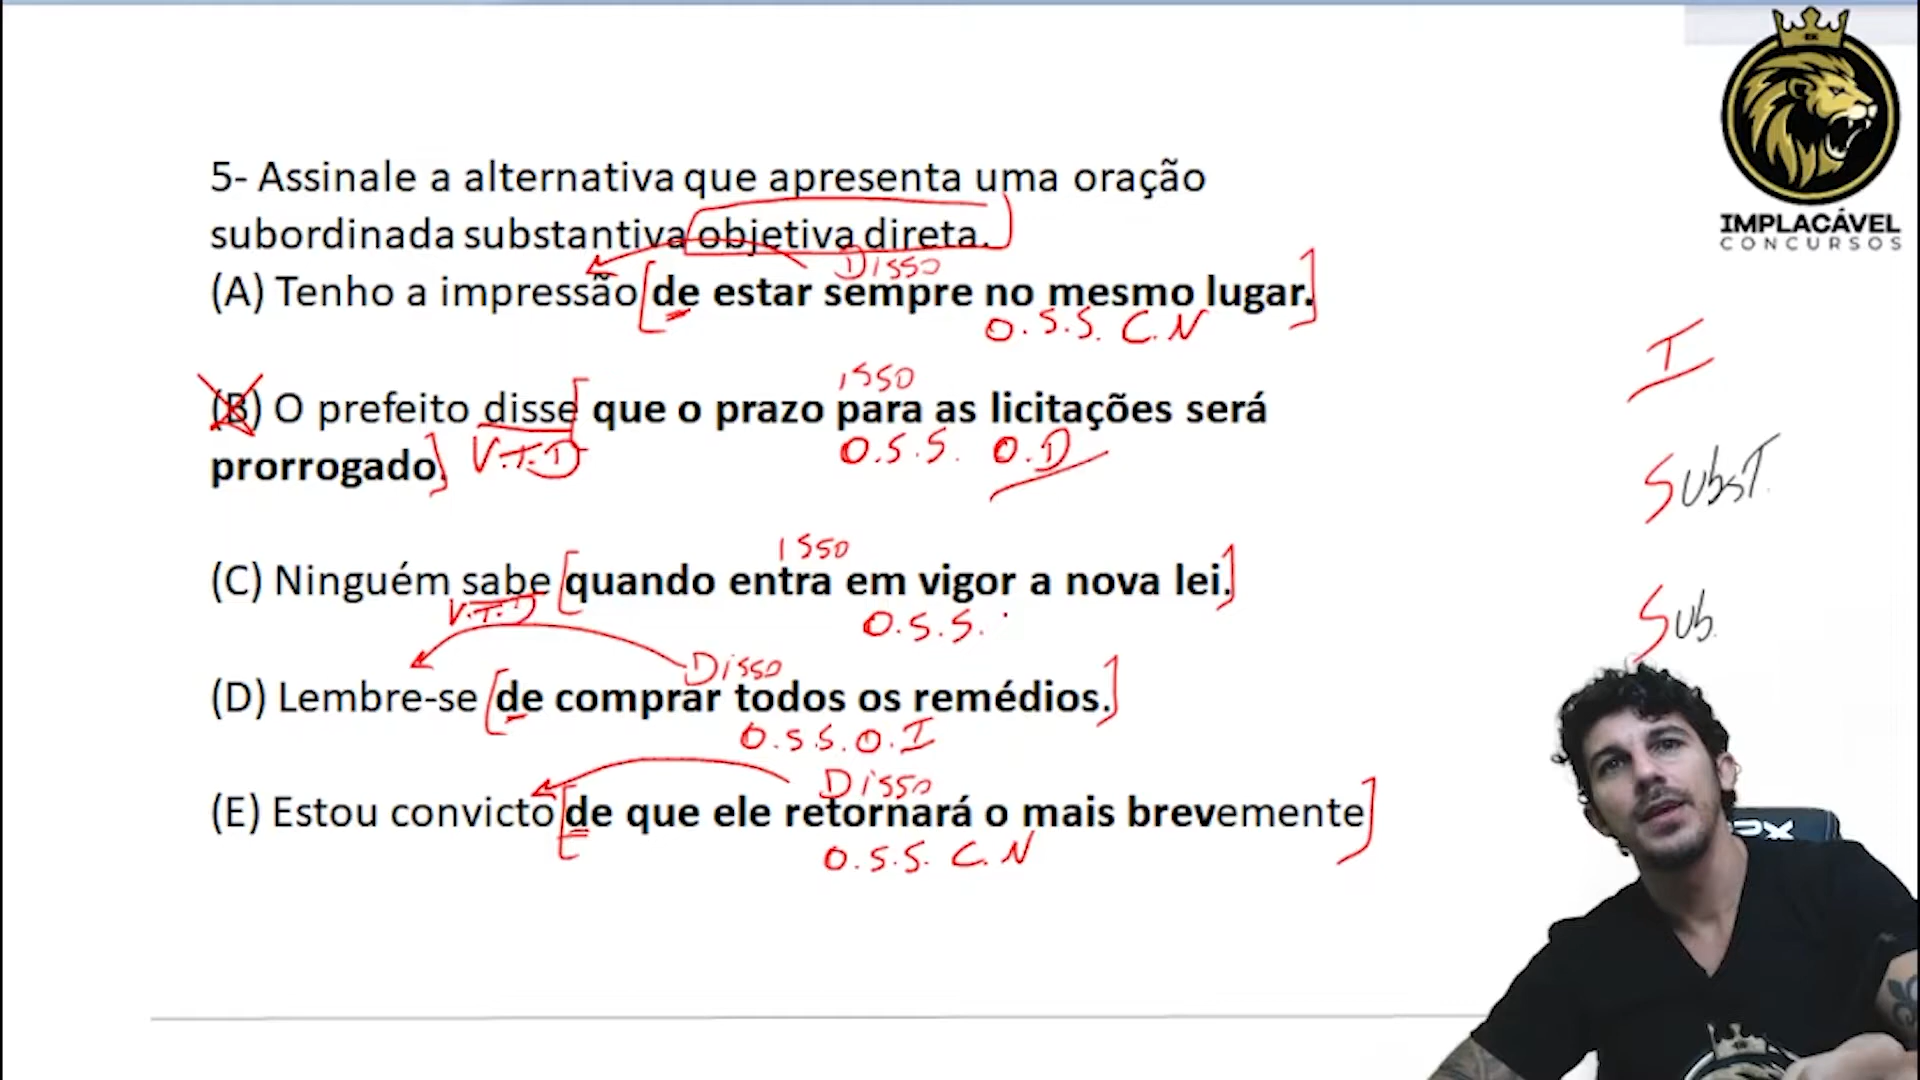 5- Assinale a alternativa que apresenta uma oração
subordinada substantiva objetiva direta.
Disso
(A) Tenho a impressão [de estar sempre no mesmo lugar.]
O.S.S. C.N
isso
(B) O prefeito disse [que o prazo para as licitações será
V.T.D O.S.S. O.D
prorrogado.]
isso
(C) Ninguém sabe [quando entra em vigor a nova lei.]
V.T.D O.S.S.
Disso
(D) Lembre-se [de comprar todos os remédios.]
O.S.S.O.I
Disso
(E) Estou convicto [de que ele retornará o mais brevemente]
O.S.S. C.N
I
Subst.
Sub.
IMPLACÁVEL
CONCURSOS